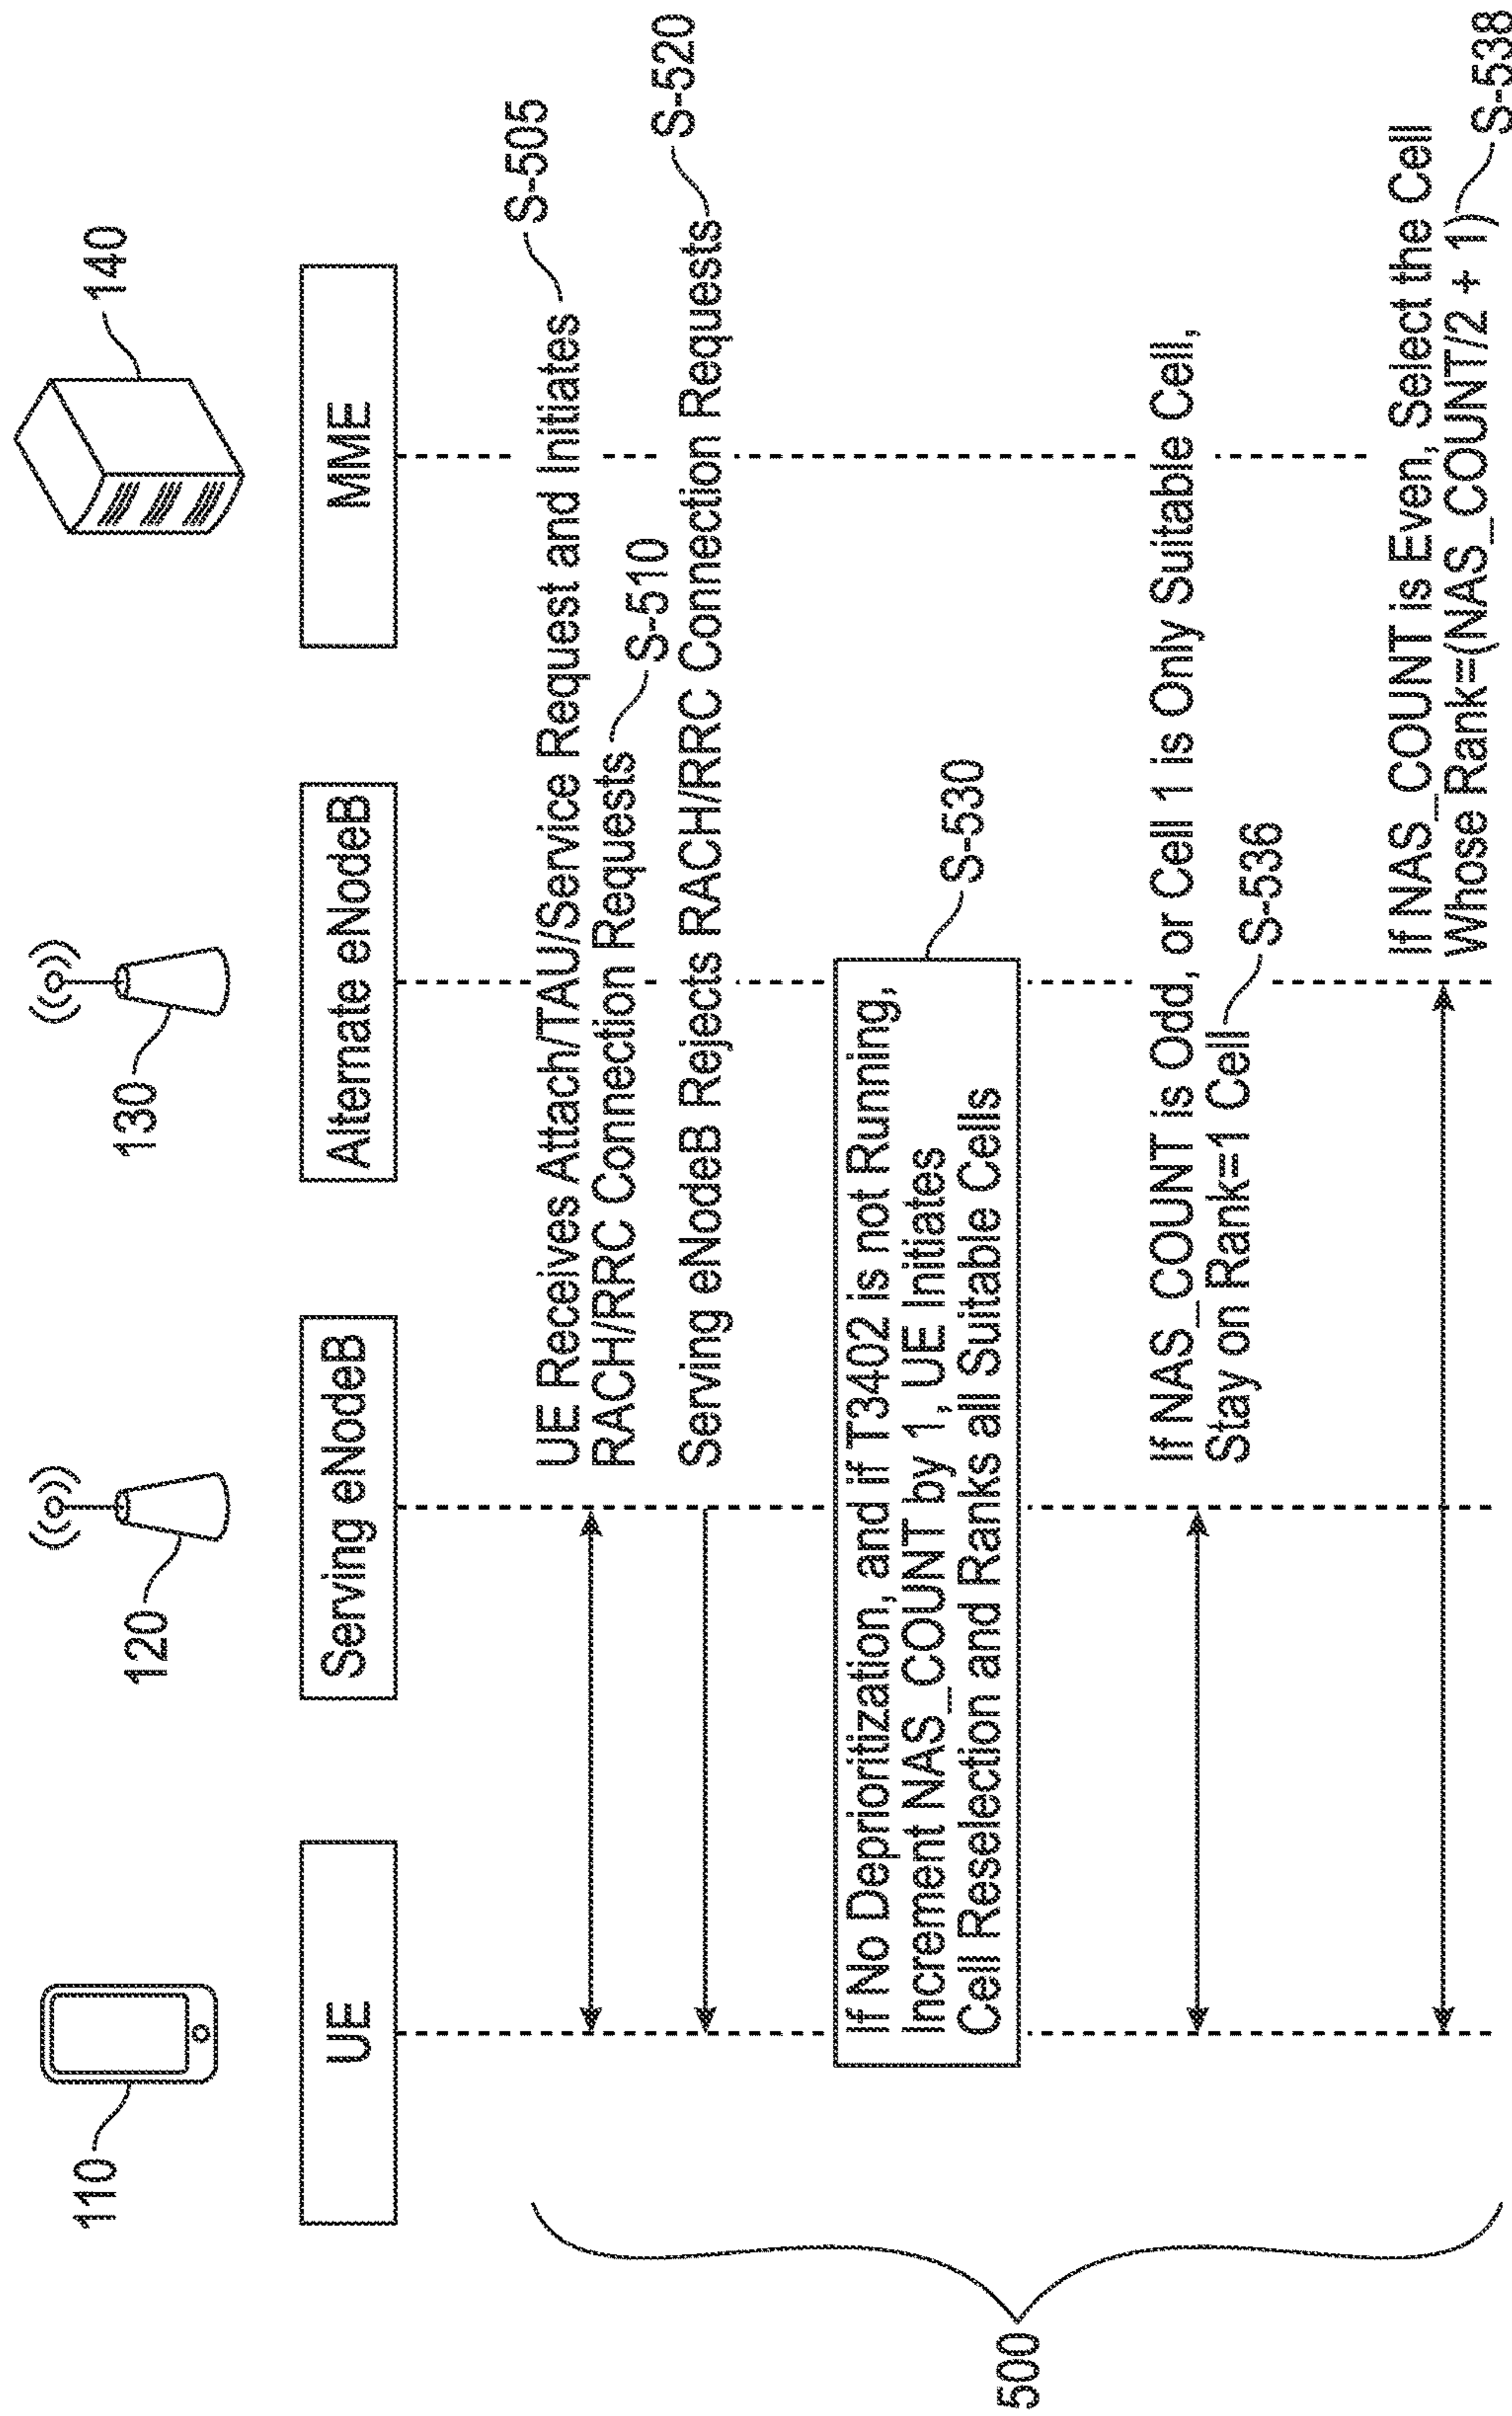 110
120
130
140
UE
Serving eNodeB
Alternate eNodeB
MME
UE Receives Attach/TAU/Service Request and Initiates
S-505
RACH/RRC Connection Requests
S-510
Serving eNodeB Rejects RACH/RRC Connection Requests
S-520
If No Deprioritization, and if T3402 is not Running,
Increment NAS_COUNT by 1, UE Initiates
Cell Reselection and Ranks all Suitable Cells
S-530
If NAS_COUNT is Odd, or Cell 1 is Only Suitable Cell,
Stay on Rank=1 Cell
S-536
If NAS_COUNT is Even, Select the Cell
Whose Rank=(NAS_COUNT/2 + 1)
S-538
500